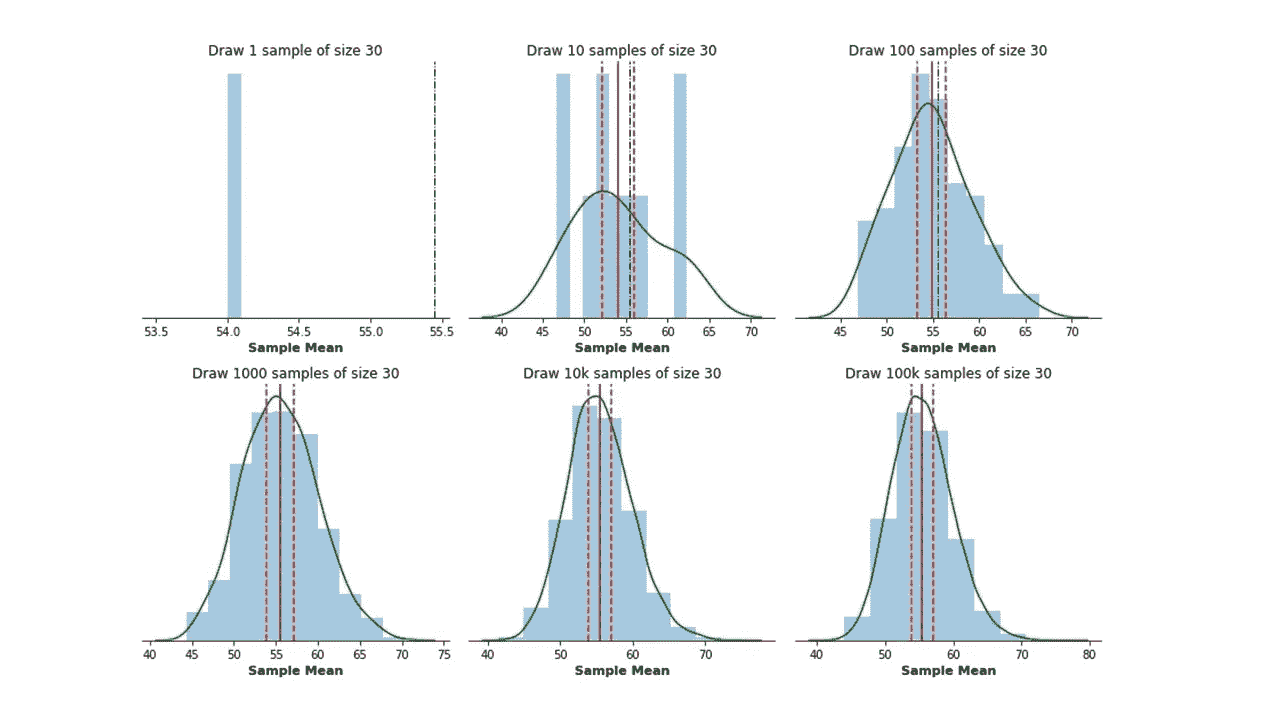 Draw 1 sample of size 30
Draw 10 samples of size 30
Draw 100 samples of size 30
53.5 54.0 54.5 55.0 55.5
40 45 50 55 60 65 70
45 50 55 60 65 70
Sample Mean
Sample Mean
Sample Mean
Draw 1000 samples of size 30
Draw 10k samples of size 30
Draw 100k samples of size 30
40 45 50 55 60 65 70 75
40 50 60 70
40 50 60 70 80
Sample Mean
Sample Mean
Sample Mean